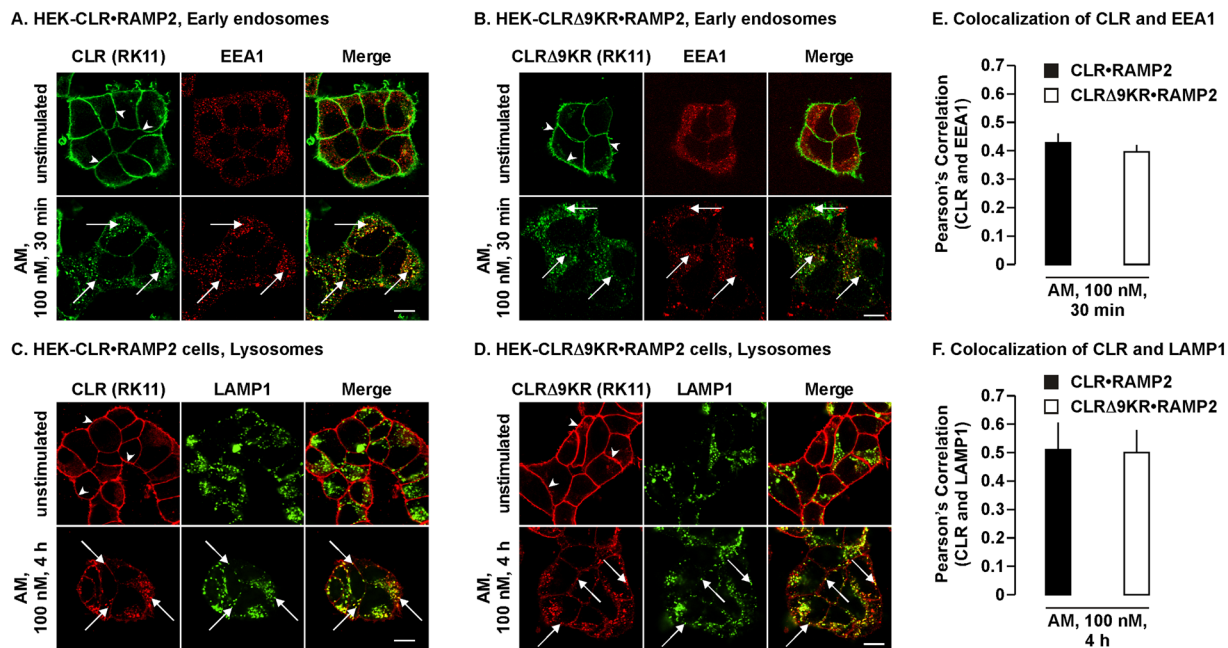 A. HEK-CLR•RAMP2, Early endosomes
CLR (RK11) EEA1 Merge
unstimulated
AM,
100 nM, 30 min
B. HEK-CLRΔ9KR•RAMP2, Early endosomes
CLRΔ9KR (RK11) EEA1 Merge
unstimulated
AM,
100 nM, 30 min
C. HEK-CLR•RAMP2 cells, Lysosomes
CLR (RK11) LAMP1 Merge
unstimulated
AM,
100 nM, 4 h
D. HEK-CLRΔ9KR•RAMP2 cells, Lysosomes
CLRΔ9KR (RK11) LAMP1 Merge
unstimulated
AM,
100 nM, 4 h
E. Colocalization of CLR and EEA1
CLR•RAMP2
CLRΔ9KR•RAMP2
Pearson's Correlation
(CLR and EEA1)
0.7
0.6
0.5
0.4
0.3
0.2
0.1
0
AM, 100 nM,
30 min
F. Colocalization of CLR and LAMP1
CLR•RAMP2
CLRΔ9KR•RAMP2
Pearson's Correlation
(CLR and LAMP1)
0.7
0.6
0.5
0.4
0.3
0.2
0.1
0
AM, 100 nM,
4 h